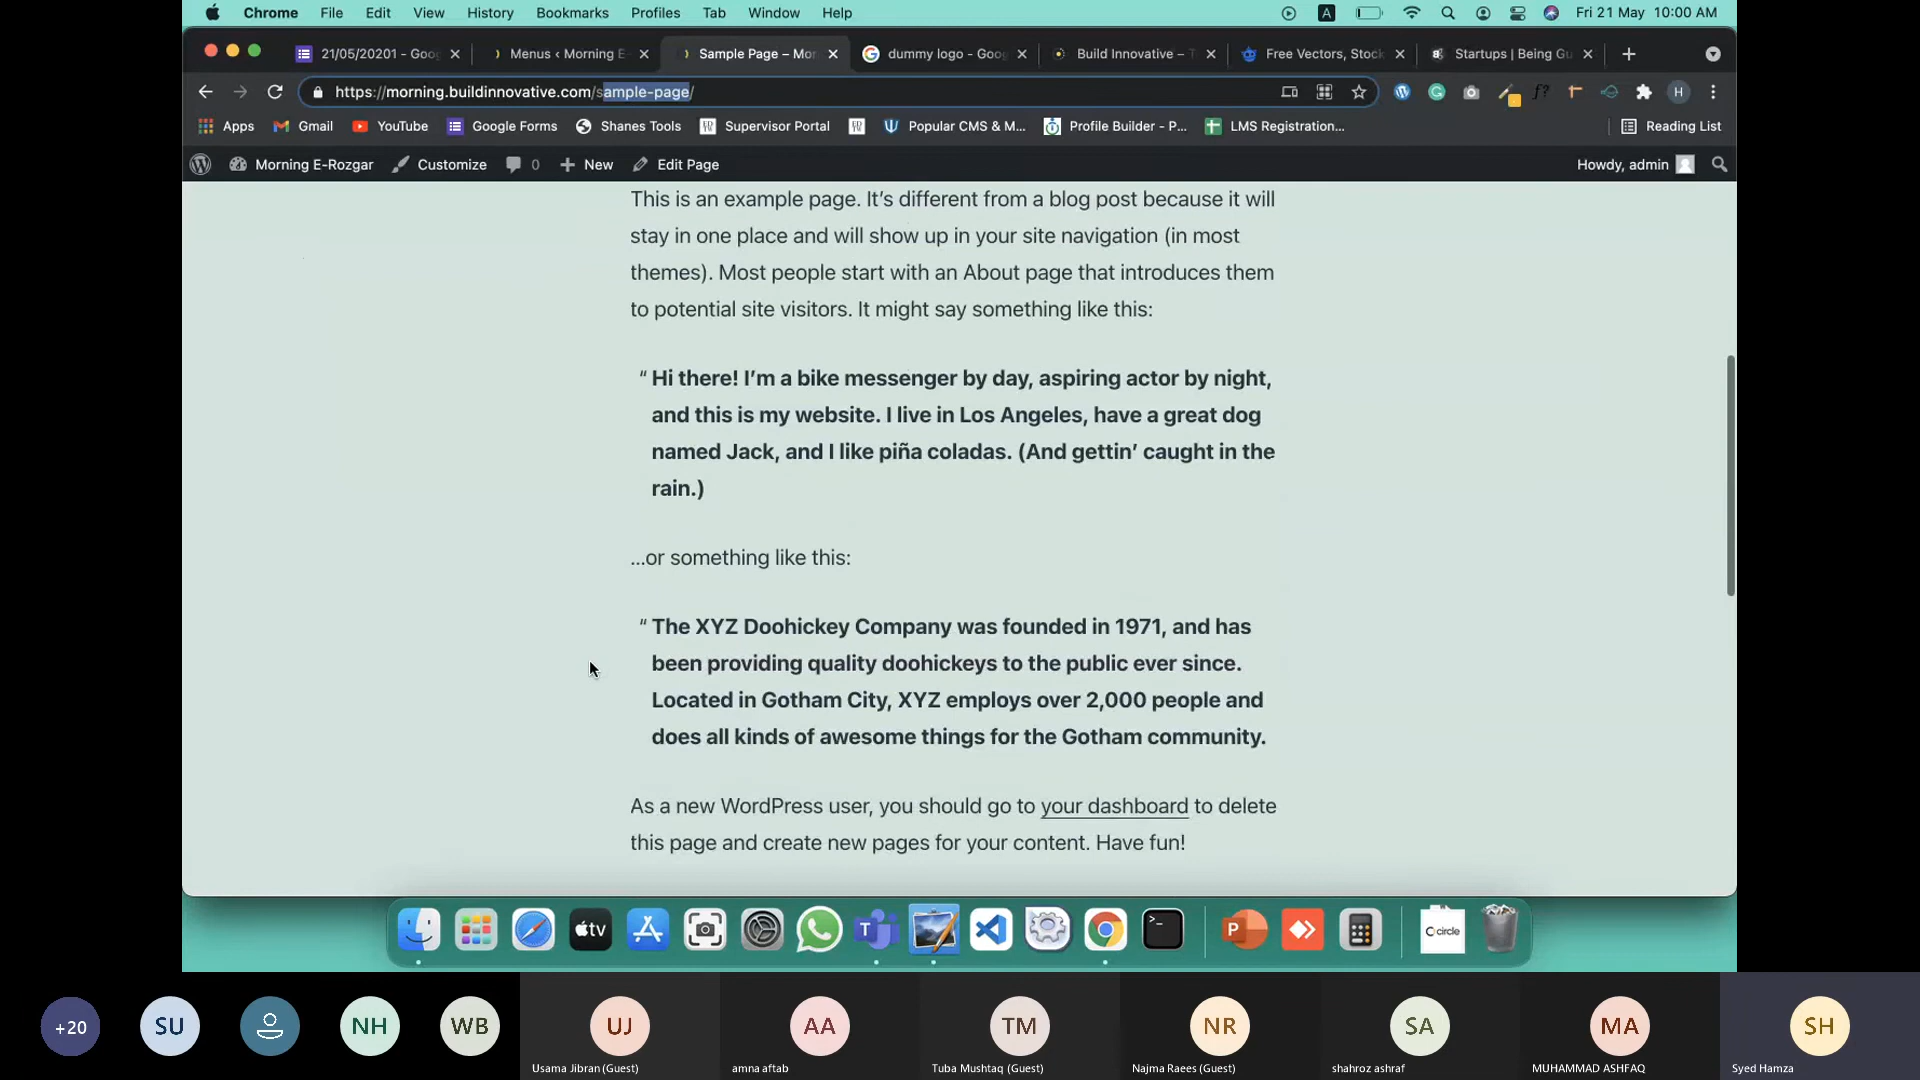 Chrome File Edit View History Bookmarks Profiles Tab Window Help A Fri 21 May 10:00 AM
21/05/20201 - Goo Menus ‹ Morning E- Sample Page – Mor dummy logo - Goog Build Innovative – T Free Vectors, Stock Startups | Being Gu
https://morning.buildinnovative.com/sample-page/ f? H
Apps Gmail YouTube Google Forms Shanes Tools Supervisor Portal Popular CMS & M... Profile Builder - P... LMS Registration... Reading List
Morning E-Rozgar Customize 0 New Edit Page Howdy, admin
This is an example page. It’s different from a blog post because it will
stay in one place and will show up in your site navigation (in most
themes). Most people start with an About page that introduces them
to potential site visitors. It might say something like this:
“ Hi there! I’m a bike messenger by day, aspiring actor by night,
and this is my website. I live in Los Angeles, have a great dog
named Jack, and I like piña coladas. (And gettin’ caught in the
rain.)
…or something like this:
“ The XYZ Doohickey Company was founded in 1971, and has
been providing quality doohickeys to the public ever since.
Located in Gotham City, XYZ employs over 2,000 people and
does all kinds of awesome things for the Gotham community.
As a new WordPress user, you should go to your dashboard to delete
this page and create new pages for your content. Have fun!
tv circle
+20 SU NH WB UJ AA TM NR SA MA SH
Usama Jibran (Guest) amna aftab Tuba Mushtaq (Guest) Najma Raees (Guest) shahroz ashraf MUHAMMAD ASHFAQ Syed Hamza